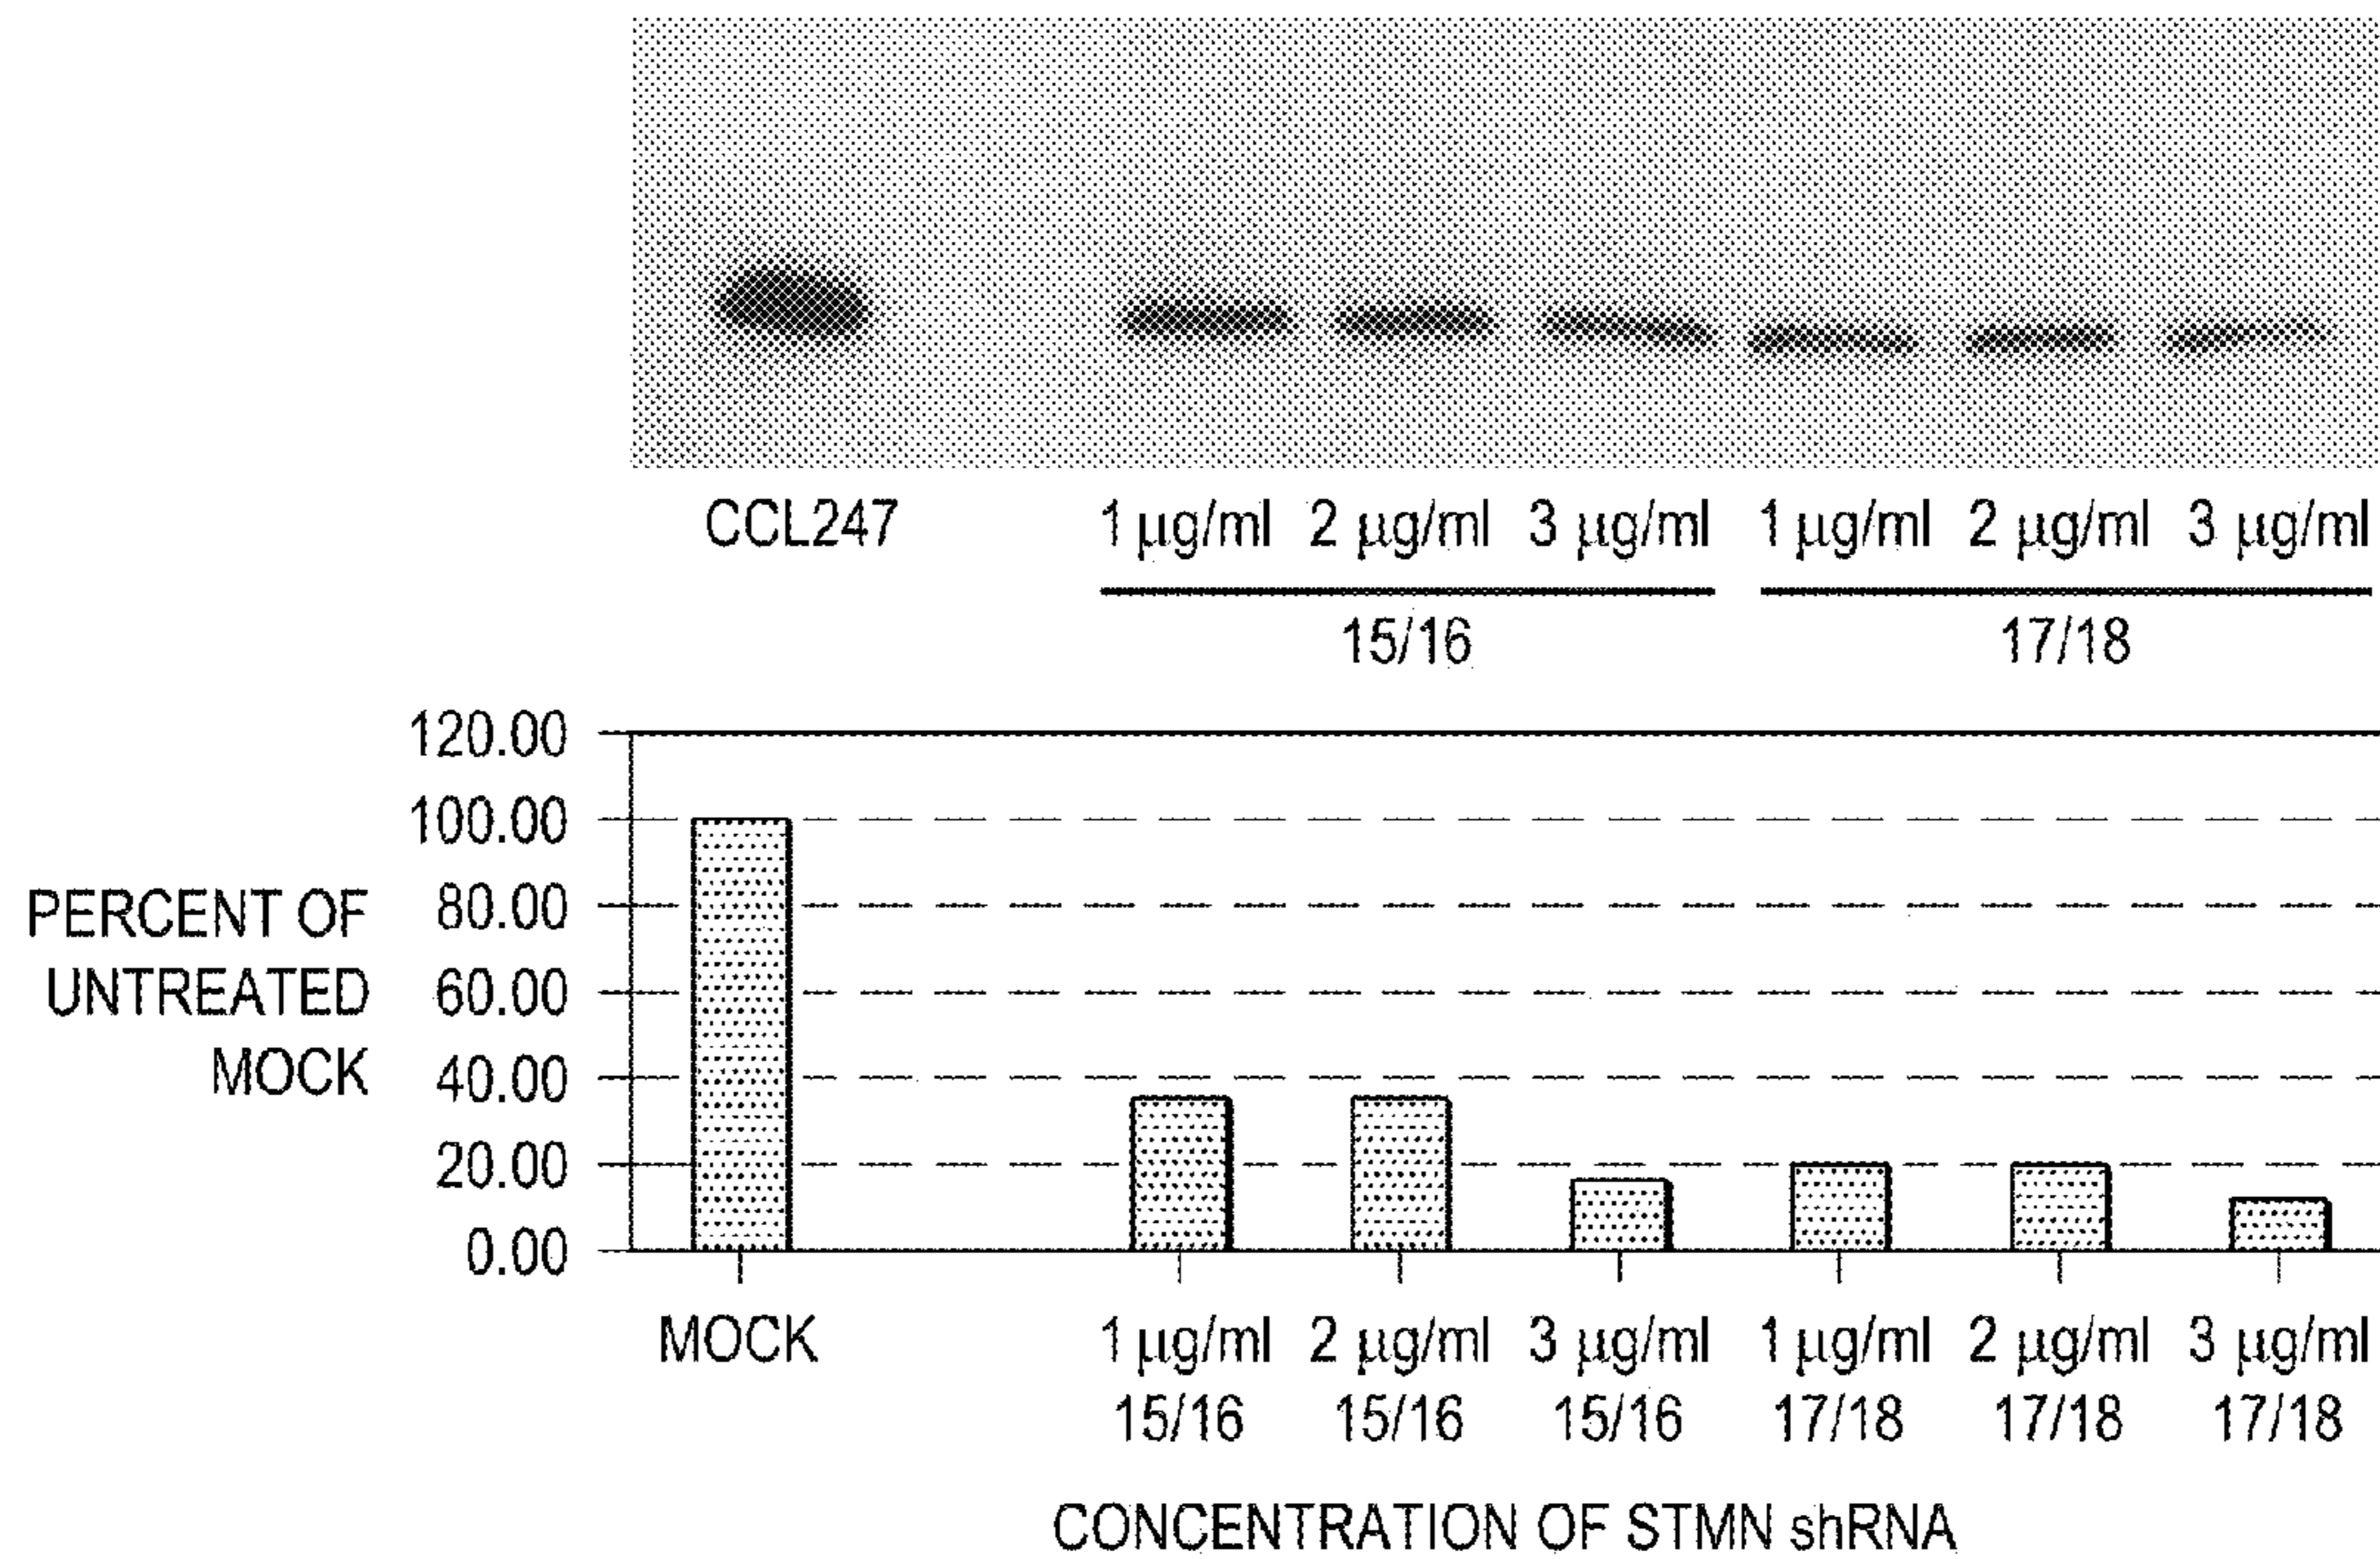 CCL247 1 µg/ml 2 µg/ml 3 µg/ml 1 µg/ml 2 µg/ml 3 µg/ml
15/16 17/18
120.00
100.00
80.00
60.00
40.00
20.00
0.00
PERCENT OF
UNTREATED
MOCK
MOCK 1 µg/ml 2 µg/ml 3 µg/ml 1 µg/ml 2 µg/ml 3 µg/ml
15/16 15/16 15/16 17/18 17/18 17/18
CONCENTRATION OF STMN shRNA